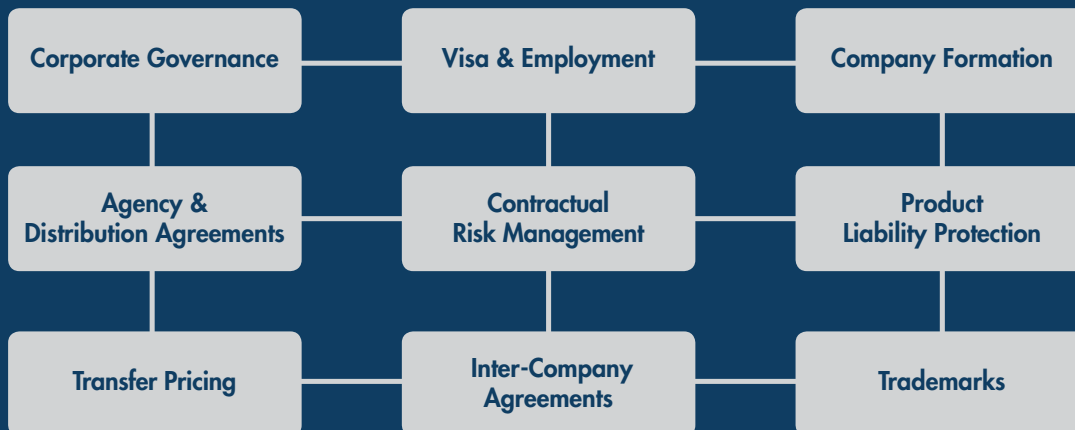 Corporate Governance
Visa & Employment
Company Formation
Agency &
Distribution Agreements
Contractual
Risk Management
Product
Liability Protection
Transfer Pricing
Inter-Company
Agreements
Trademarks